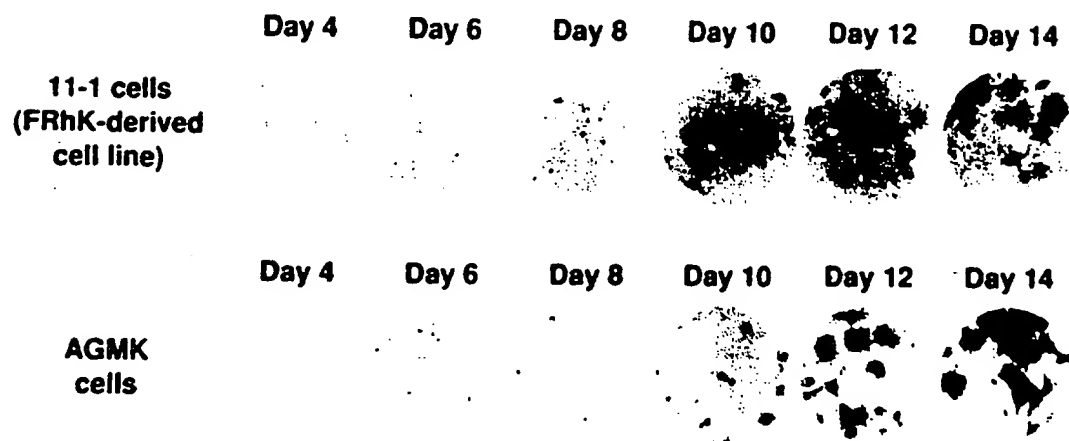 Day 4 Day 6 Day 8 Day 10 Day 12 Day 14
11-1 cells
(FRhK-derived
cell line)
Day 4 Day 6 Day 8 Day 10 Day 12 Day 14
AGMK
cells